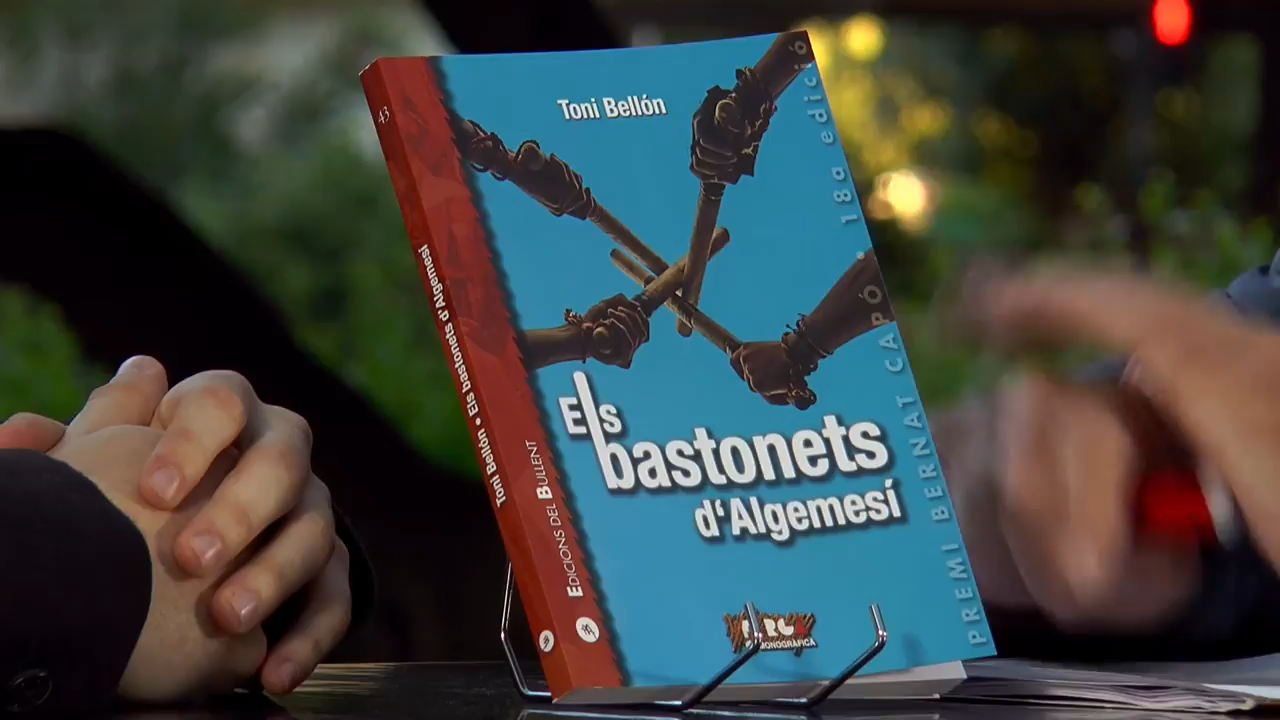 43
Toni Bellón • Els bastonets d'Algemesí
EDICIONS DEL BULLENT
Toni Bellón
Els
bastonets
d'Algemesí
PREMI BERNAT CAPÓ • 18a edició
MONOGRÀFICA